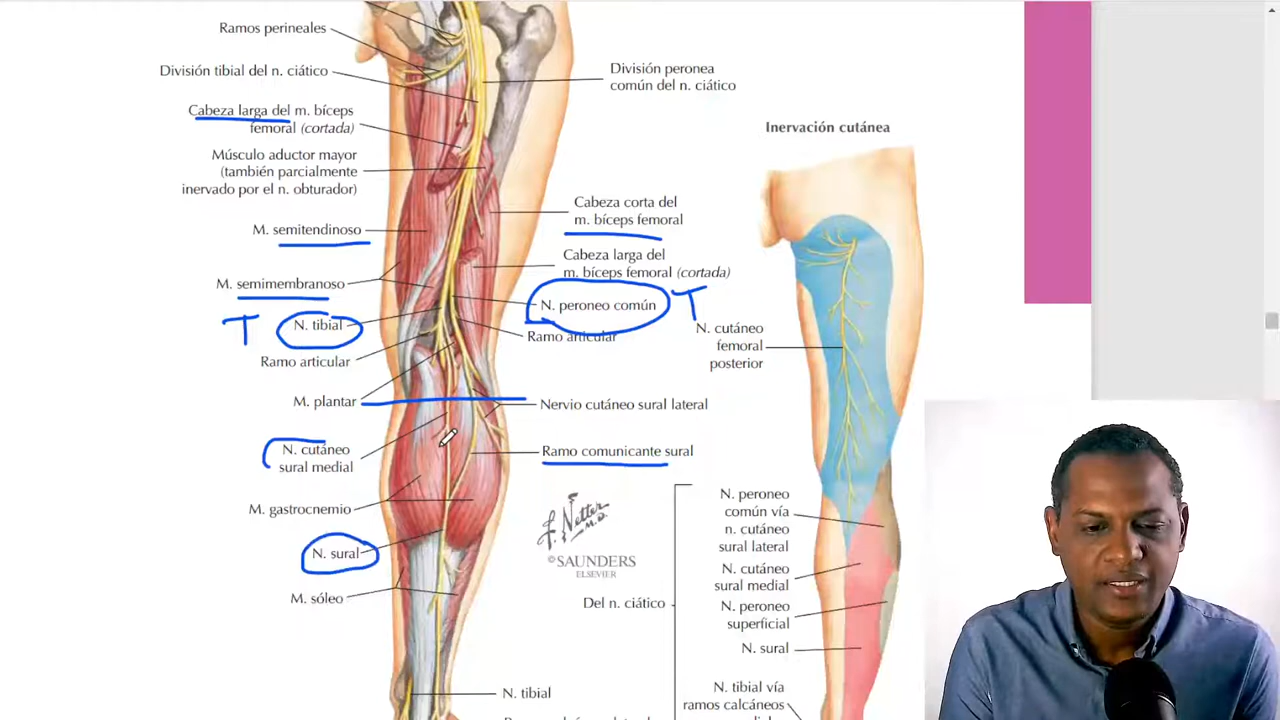 Ramos perineales
División tibial del n. ciático
División peronea
común del n. ciático
Cabeza larga del m. bíceps
femoral (cortada)
Inervación cutánea
Músculo aductor mayor
(también parcialmente
inervado por el n. obturador)
Cabeza corta del
m. bíceps femoral
M. semitendinoso
Cabeza larga del
m. bíceps femoral (cortada)
M. semimembranoso
N. peroneo común
T
T
N. tibial
Ramo articular
N. cutáneo
femoral
posterior
Ramo articular
M. plantar
Nervio cutáneo sural lateral
N. cutáneo
sural medial
Ramo comunicante sural
M. gastrocnemio
N. peroneo
común vía
n. cutáneo
sural lateral
F. Netter
M.D.
N. sural
©SAUNDERS
ELSEVIER
N. cutáneo
sural medial
M. sóleo
Del n. ciático
N. peroneo
superficial
N. sural
N. tibial
N. tibial vía
ramos calcáneos